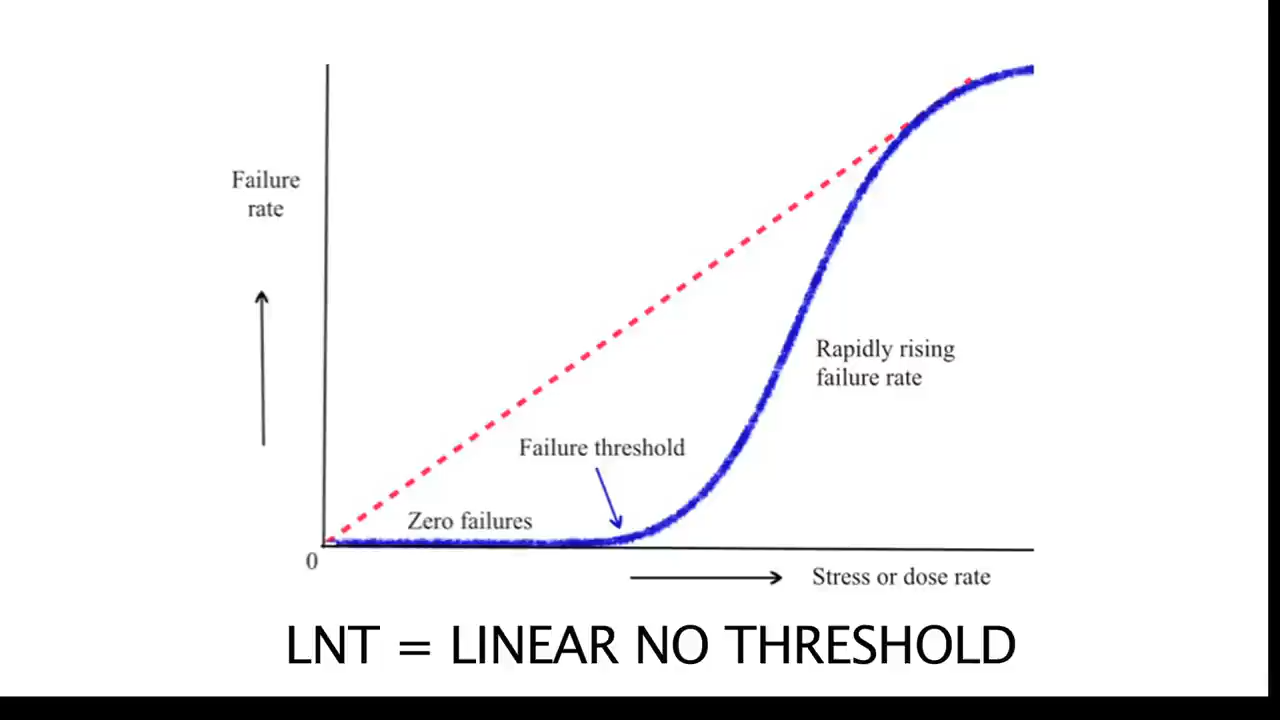 Failure
rate
Rapidly rising
failure rate
Failure threshold
Zero failures
0
Stress or dose rate
LNT = LINEAR NO THRESHOLD